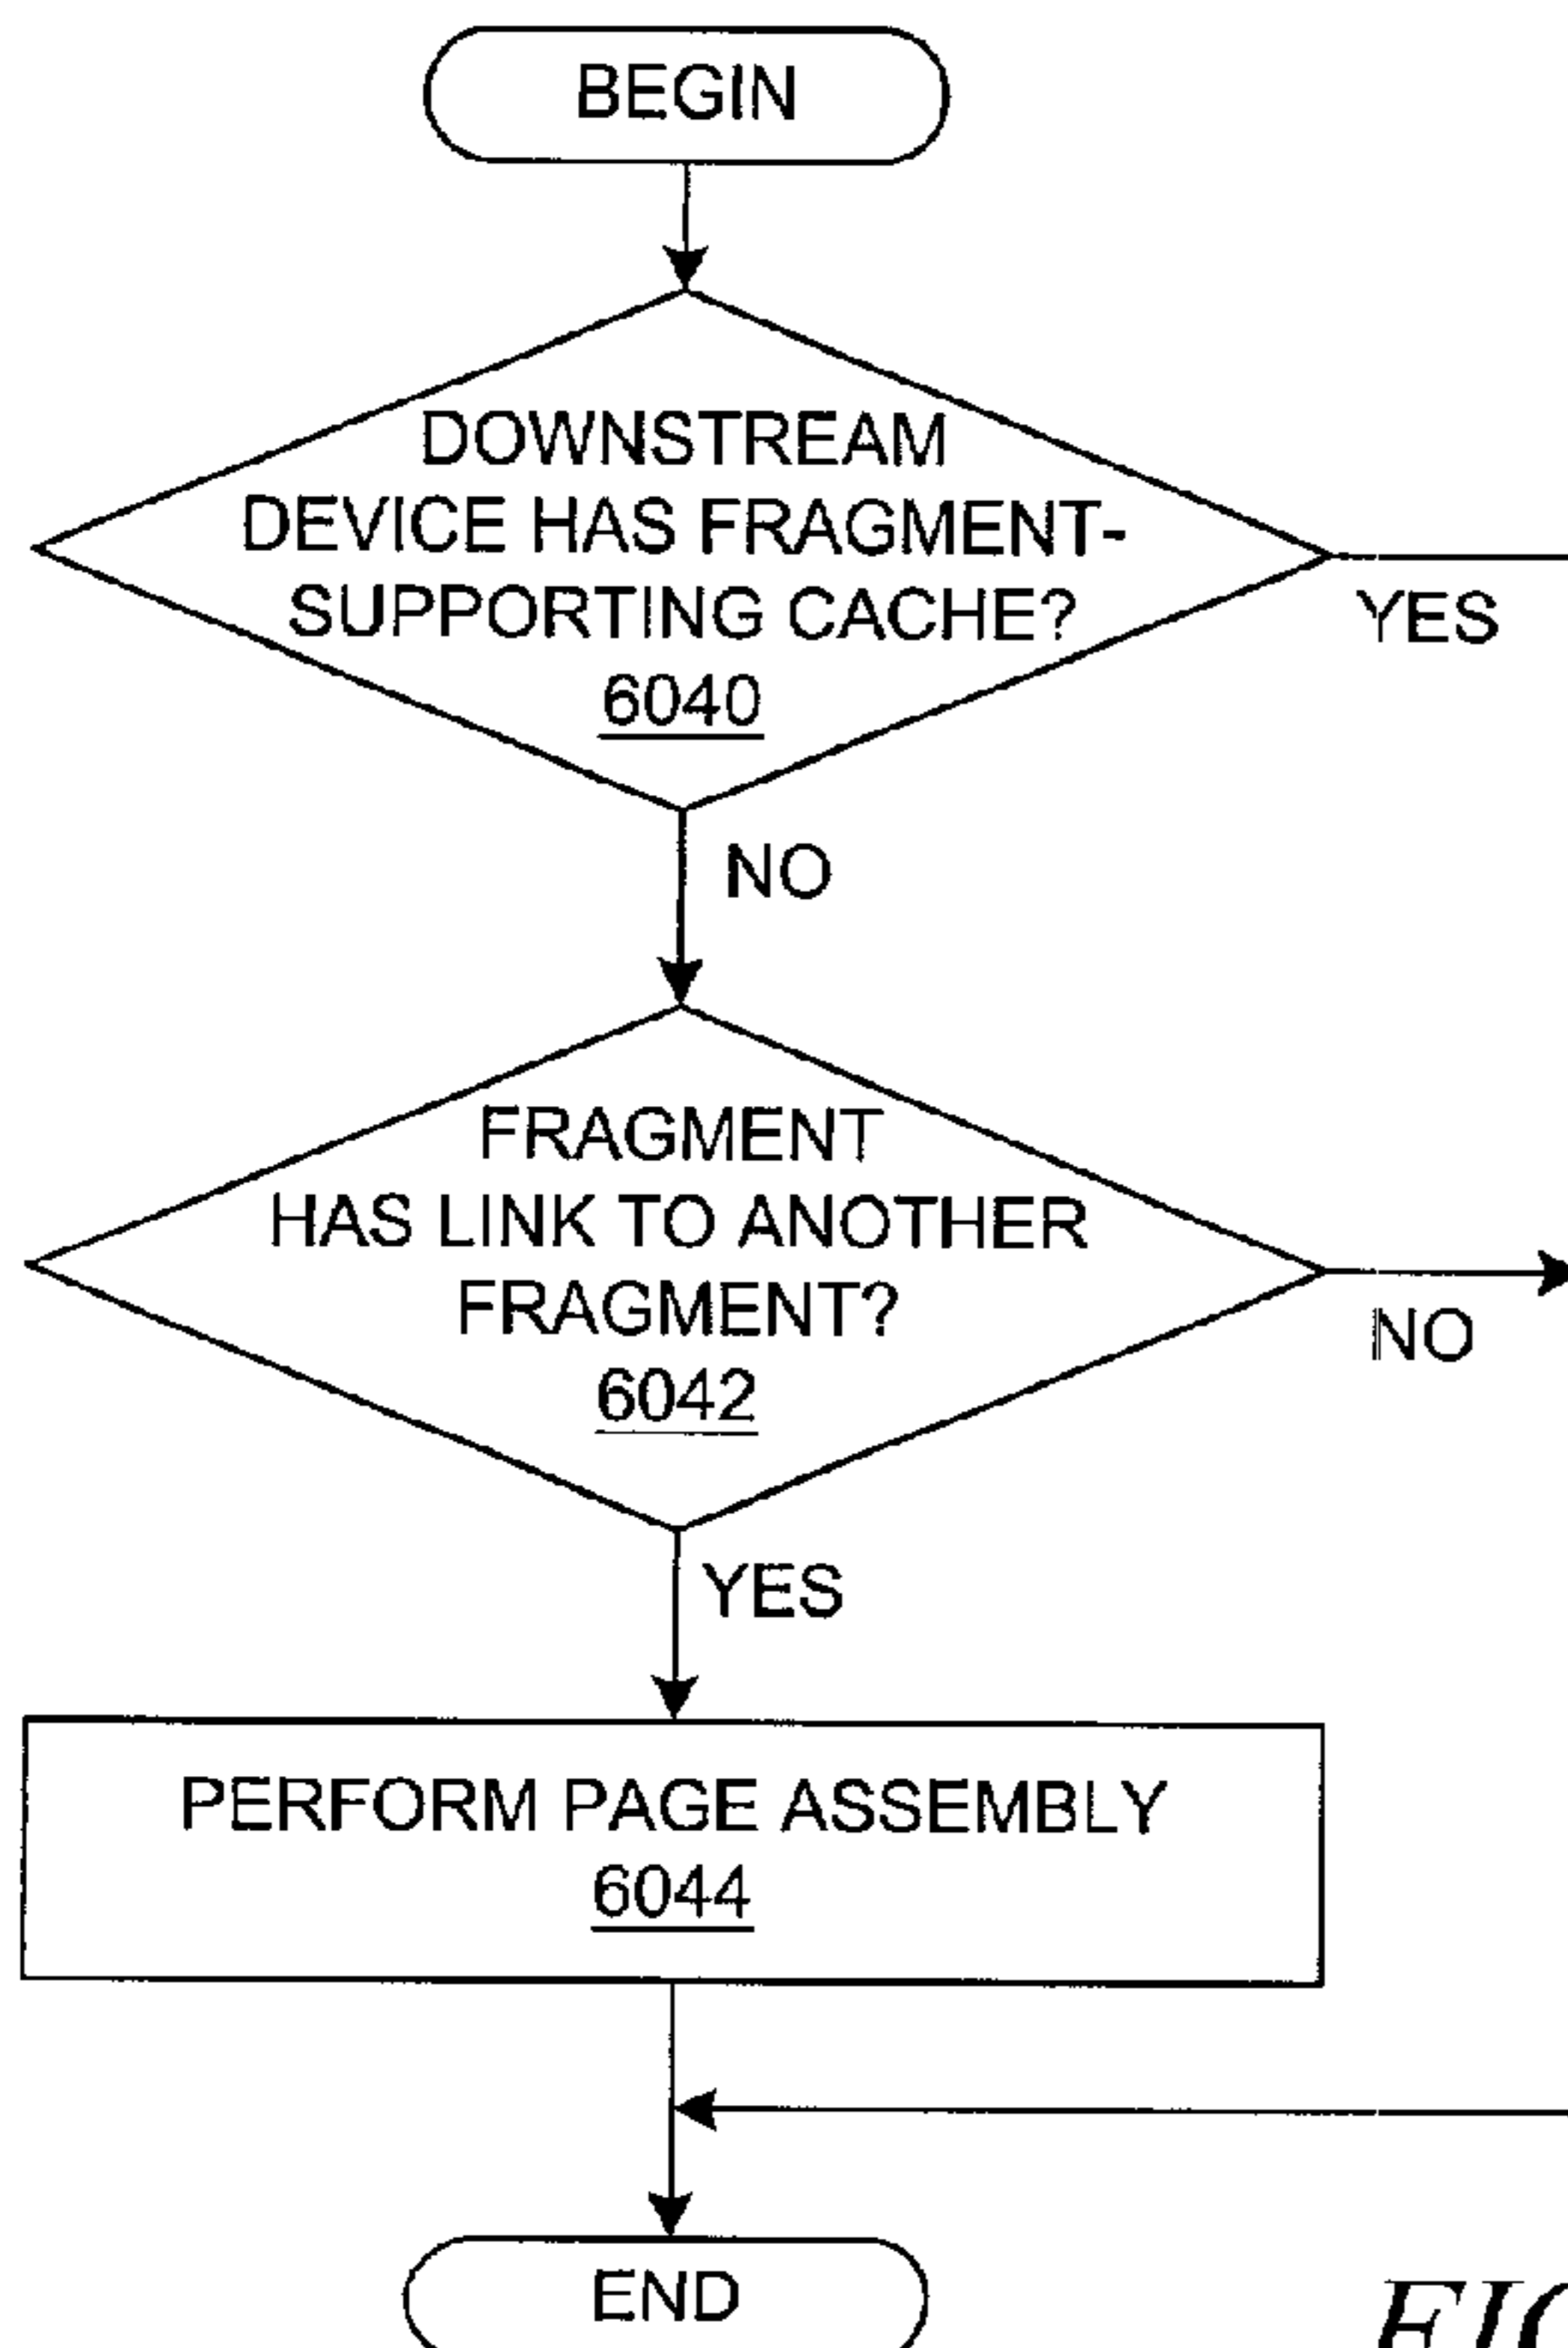 BEGIN
DOWNSTREAM
DEVICE HAS FRAGMENT-
SUPPORTING CACHE?
6040
YES
NO
FRAGMENT
HAS LINK TO ANOTHER
FRAGMENT?
6042
NO
YES
PERFORM PAGE ASSEMBLY
6044
END